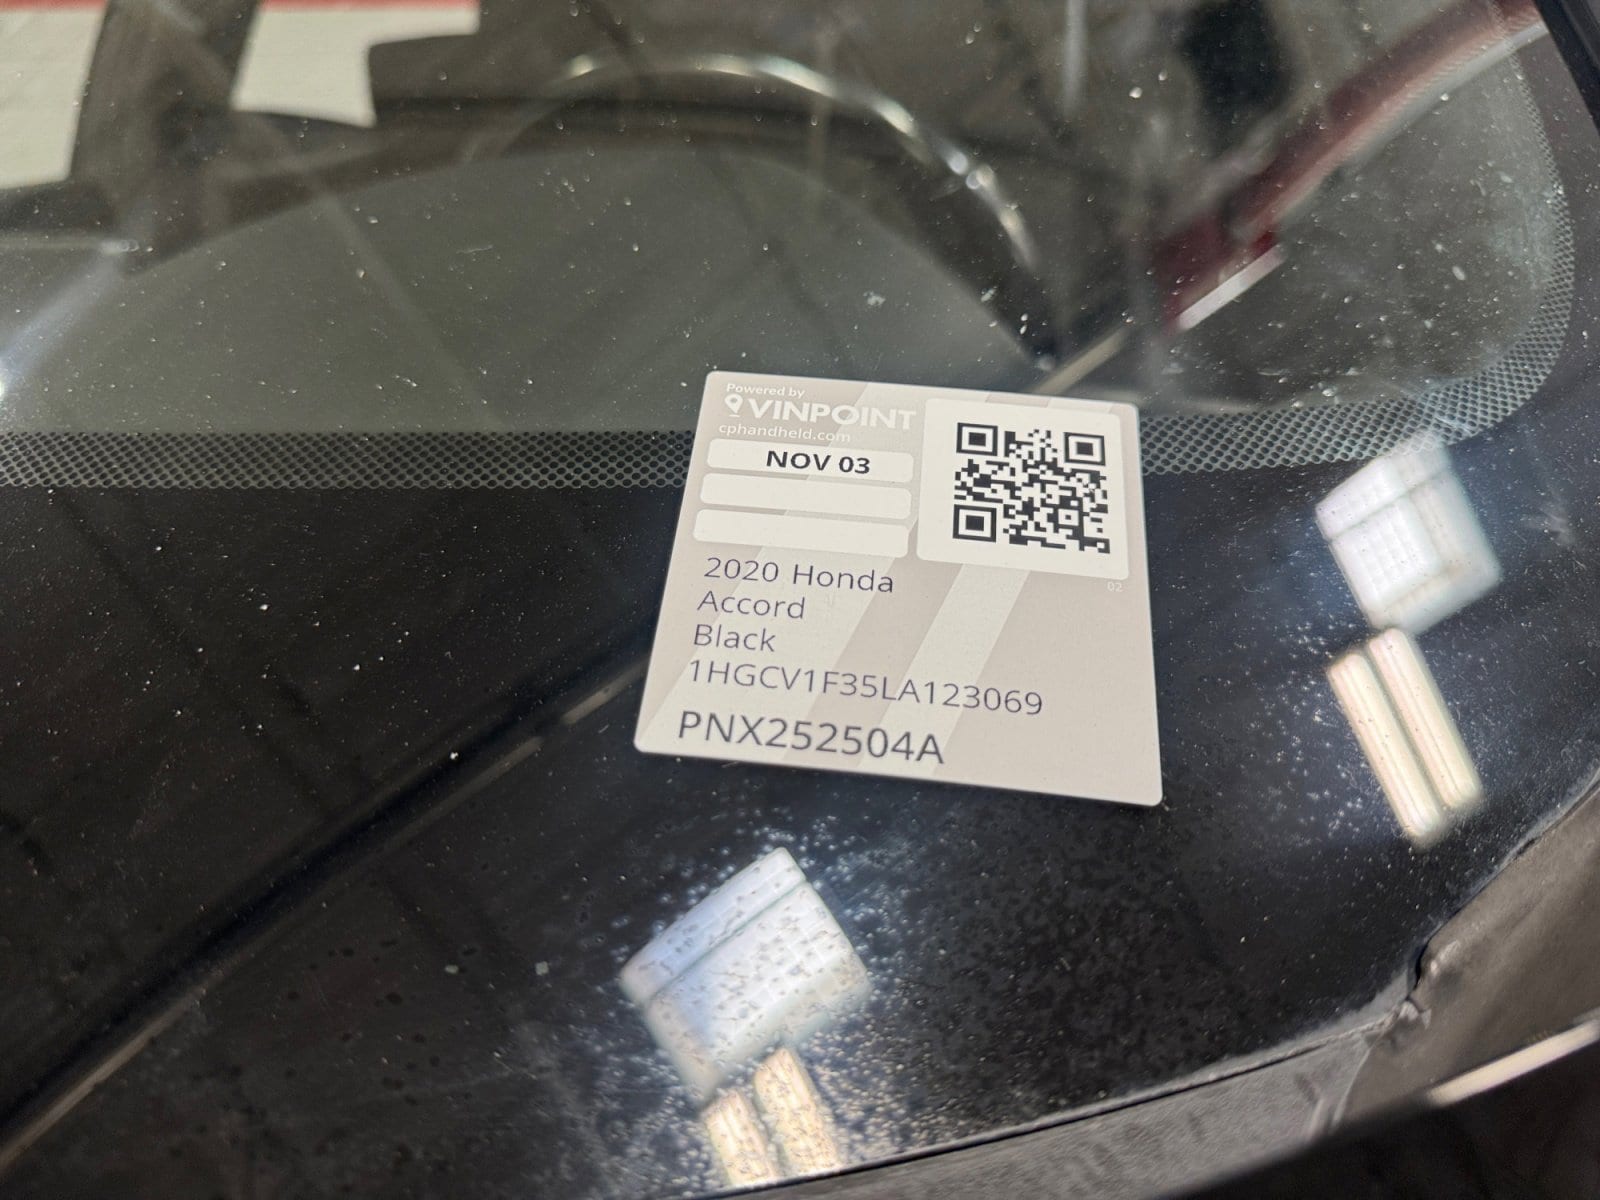 Powered by
VINPOINT
cphandheld.com
NOV 03
02
2020 Honda
Accord
Black
1HGCV1F35LA123069
PNX252504A